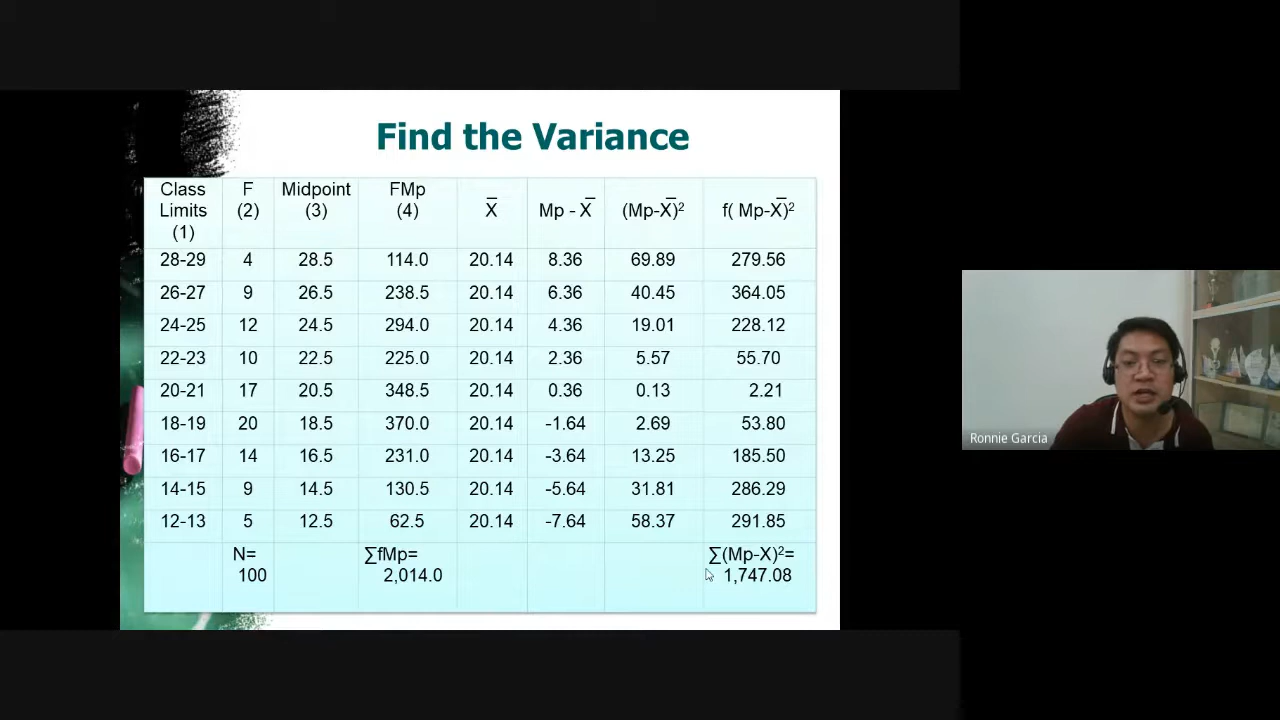 Find the Variance
Class Limits (1) F (2) Midpoint (3) FMp (4) X̅ Mp - X̅ (Mp-X̅)² f( Mp-X̅)²
28-29 4 28.5 114.0 20.14 8.36 69.89 279.56
26-27 9 26.5 238.5 20.14 6.36 40.45 364.05
24-25 12 24.5 294.0 20.14 4.36 19.01 228.12
22-23 10 22.5 225.0 20.14 2.36 5.57 55.70
20-21 17 20.5 348.5 20.14 0.36 0.13 2.21
18-19 20 18.5 370.0 20.14 -1.64 2.69 53.80
16-17 14 16.5 231.0 20.14 -3.64 13.25 185.50
14-15 9 14.5 130.5 20.14 -5.64 31.81 286.29
12-13 5 12.5 62.5 20.14 -7.64 58.37 291.85
N= ∑fMp= ∑(Mp-X)²=
100 2,014.0 1,747.08
Ronnie Garcia